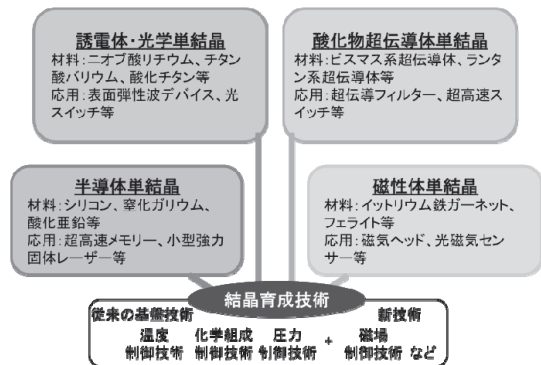 誘電体・光学単結晶
材料：ニオブ酸リチウム、チタン
酸バリウム、酸化チタン等
応用：表面弾性波デバイス、光
スイッチ等
酸化物超伝導体単結晶
材料：ビスマス系超伝導体、ランタ
ン系超伝導体等
応用：超伝導フィルター、超高速ス
イッチ等
半導体単結晶
材料：シリコン、窒化ガリウム、
酸化亜鉛等
応用：超高速メモリー、小型強力
固体レーザー等
磁性体単結晶
材料：イットリウム鉄ガーネット、
フェライト等
応用：磁気ヘッド、光磁気セン
サー等
結晶育成技術
従来の基盤技術 新技術
温度 化学組成 圧力 + 磁場
制御技術 制御技術 制御技術 制御技術 など